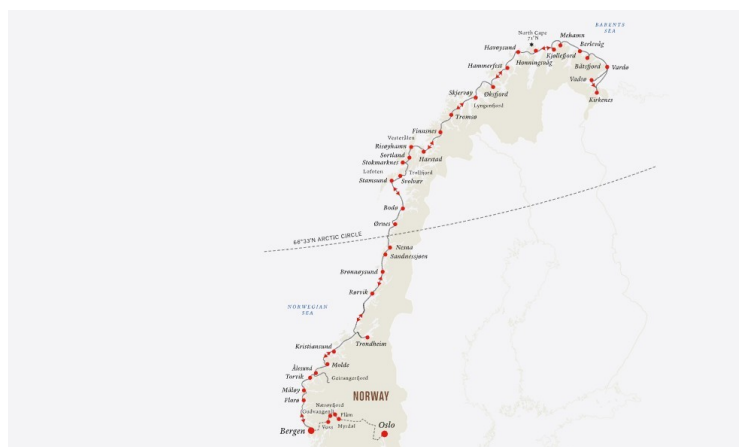 BARENTS
SEA
North Cape
71°N
Mehamn
Berlevåg
Havøysund
Kjøllefjord
Honningsvåg
Båtsfjord
Vardø
Hammerfest
Vadsø
Øksfjord
Kirkenes
Skjervøy
Lyngenfjord
Tromsø
Finnsnes
Vesterålen
Risøyhamn
Harstad
Sortland
Stokmarknes
Lofoten
Trollfjord
Stamsund
Svolvær
Bodø
Ørnes
66°33'N ARCTIC CIRCLE
Nesna
Sandnessjøen
Brønnøysund
Rørvik
NORWEGIAN
SEA
Trondheim
Kristiansund
Molde
Ålesund
Torvik
Geirangerfjord
Måløy
NORWAY
Florø
Nærøyfjord
Gudvangen
Flåm
Voss
Myrdal
Bergen
Oslo